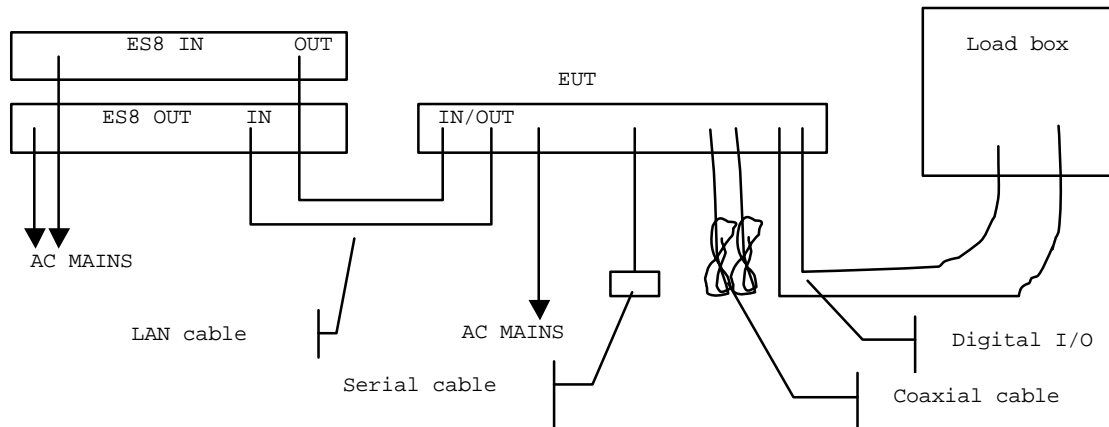 ES8 IN OUT
Load box
EUT
ES8 OUT IN
IN/OUT
AC MAINS
LAN cable
AC MAINS
Digital I/O
Serial cable
Coaxial cable